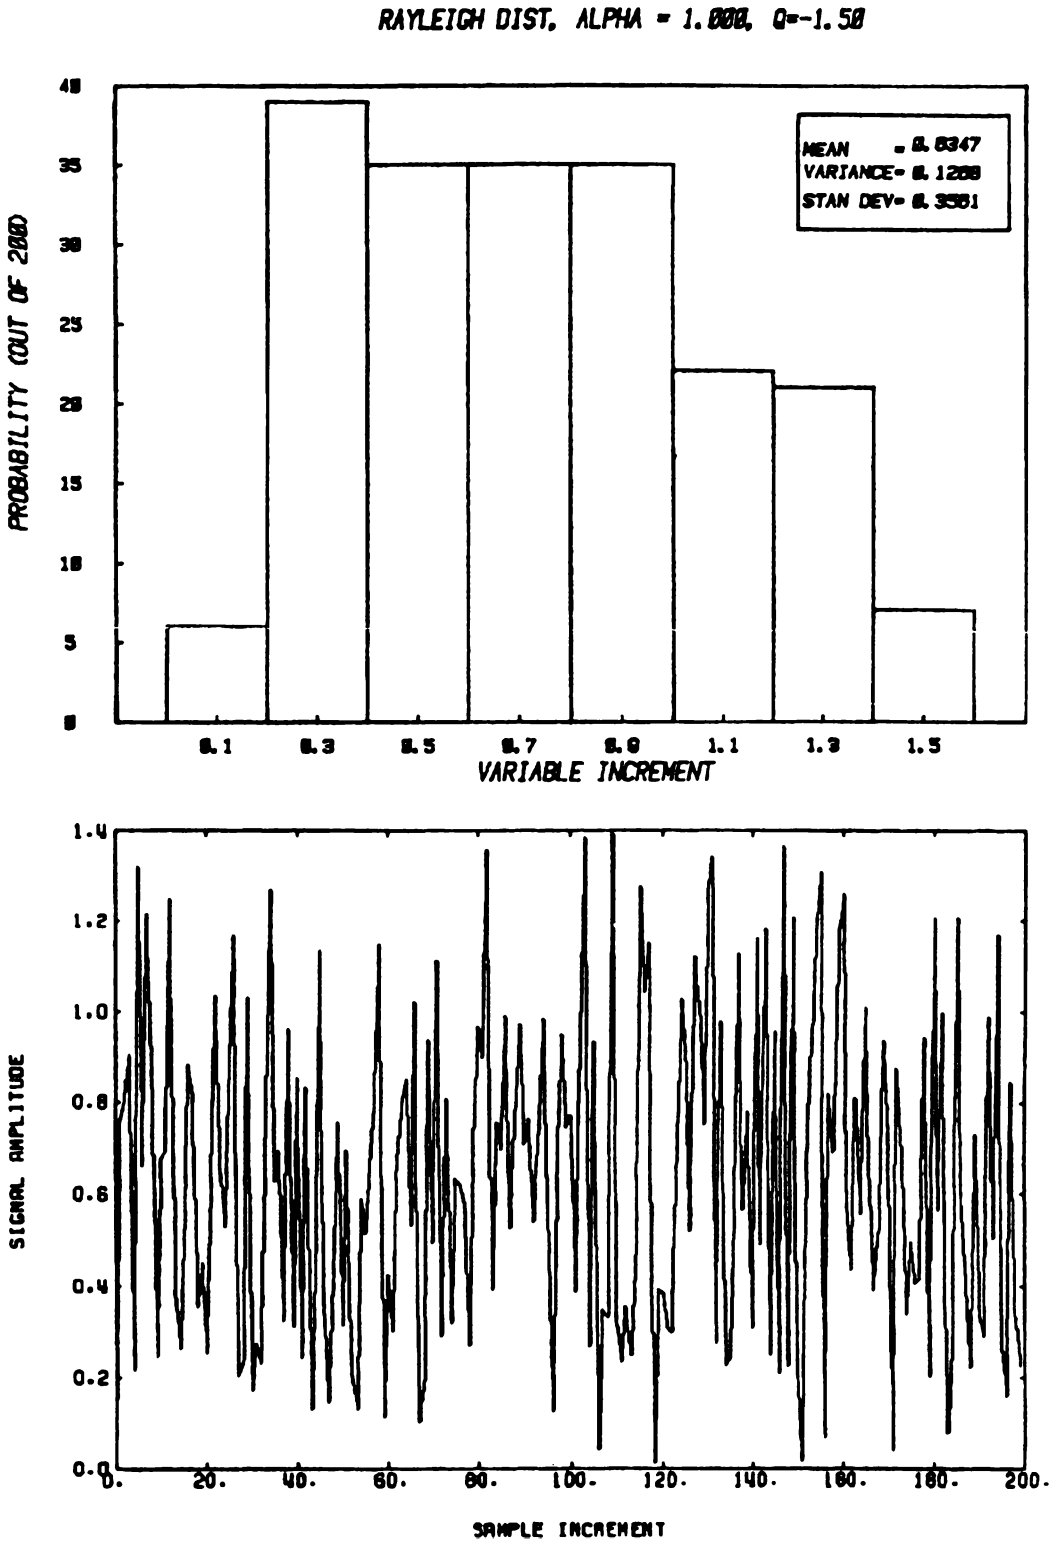 RAYLEIGH DIST, ALPHA = 1.000, Q=-1.50
40
35
30
25
20
15
10
5
0
PROBABILITY (OUT OF 200)
MEAN = 0.6347
VARIANCE= 0.1268
STAN DEV= 0.3561
0.1 0.3 0.5 0.7 0.9 1.1 1.3 1.5
VARIABLE INCREMENT
1.4
1.2
1.0
0.8
0.6
0.4
0.2
0.0
SIGNAL AMPLITUDE
0. 20. 40. 60. 80. 100. 120. 140. 160. 180. 200.
SAMPLE INCREMENT